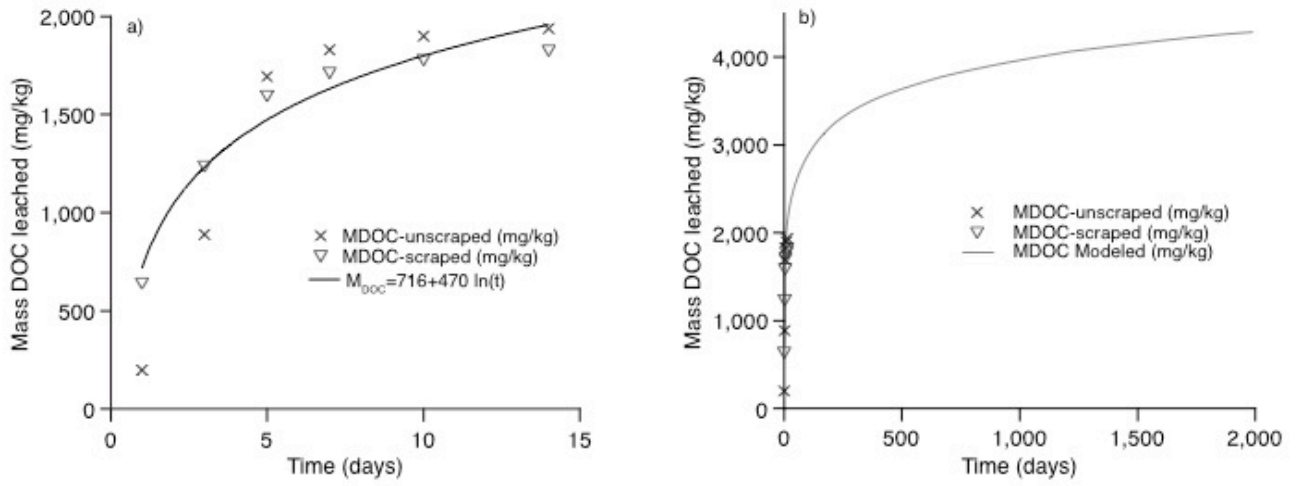 a)
Mass DOC leached (mg/kg)
2,000
1,500
1,000
500
0
MDOC-unscraped (mg/kg)
MDOC-scraped (mg/kg)
M_DOC=716+470 ln(t)
0 5 10 15
Time (days)
b)
Mass DOC leached (mg/kg)
4,000
3,000
2,000
1,000
0
MDOC-unscraped (mg/kg)
MDOC-scraped (mg/kg)
MDOC Modeled (mg/kg)
0 500 1,000 1,500 2,000
Time (days)